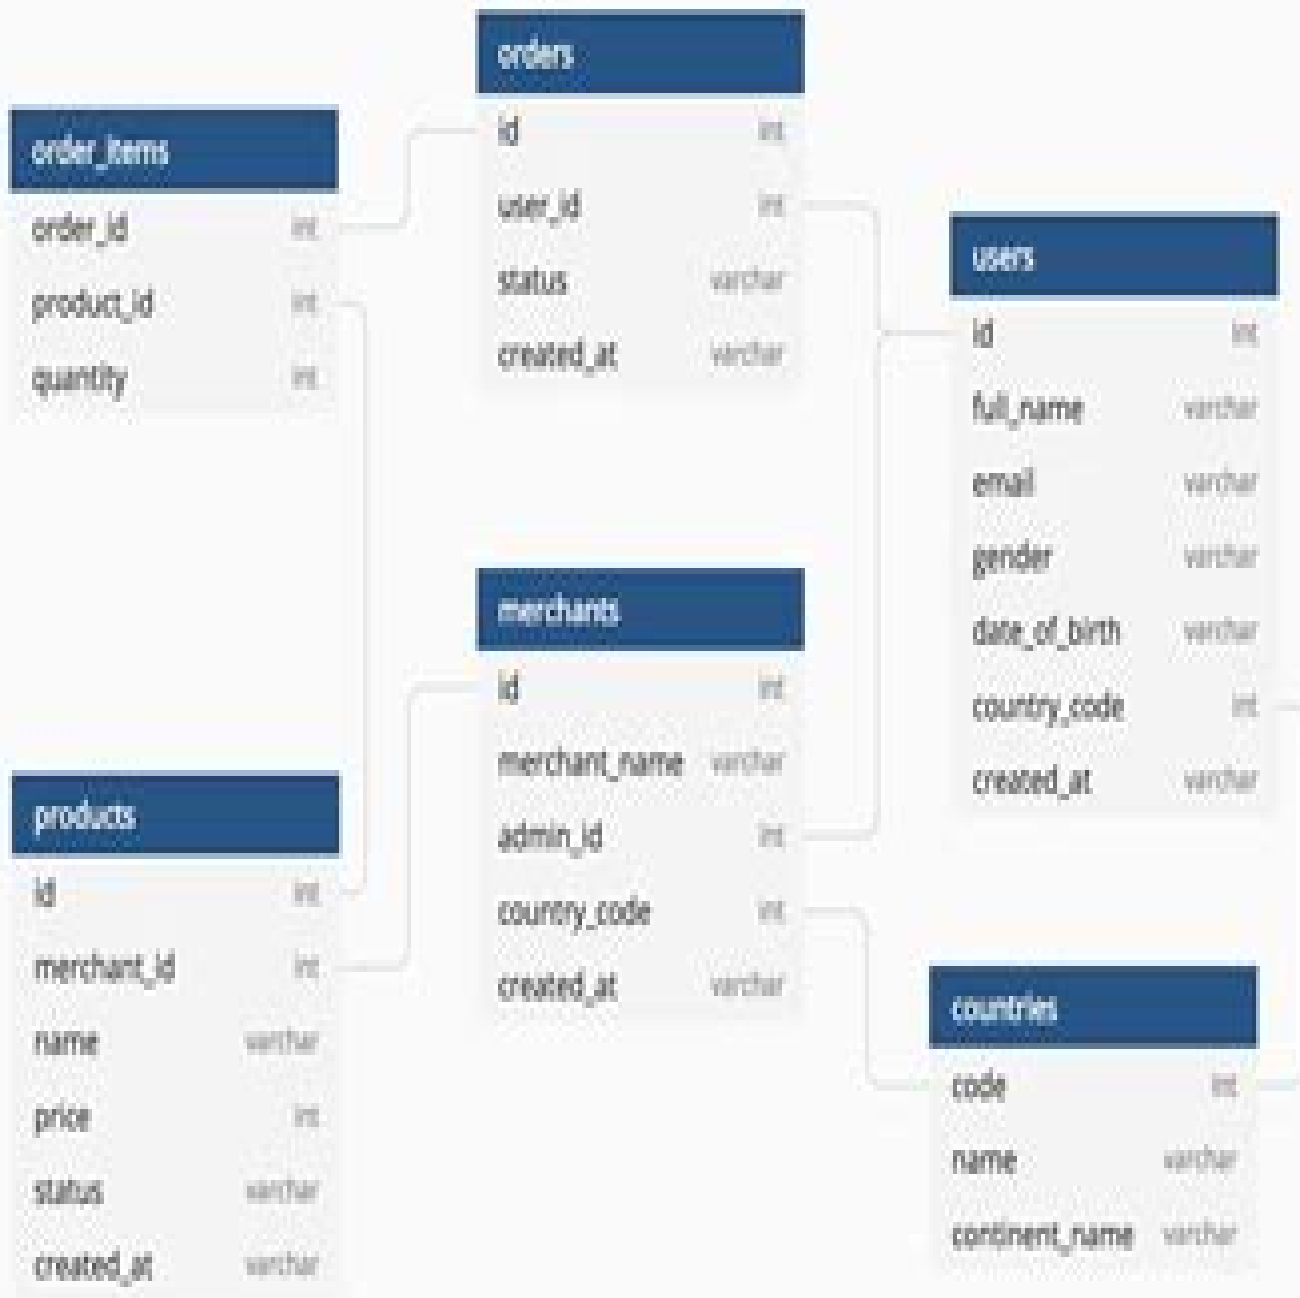 orders
id int
user_id int
status varchar
created_at varchar
order_items
order_id int
product_id int
quantity int
users
id int
full_name varchar
email varchar
gender varchar
date_of_birth varchar
country_code int
created_at varchar
merchants
id int
merchant_name varchar
admin_id int
country_code int
created_at varchar
products
id int
merchant_id int
name varchar
price int
status varchar
created_at varchar
countries
code int
name varchar
continent_name varchar